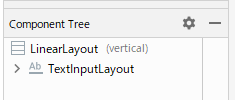 Component Tree
LinearLayout (vertical)
Ab TextInputLayout